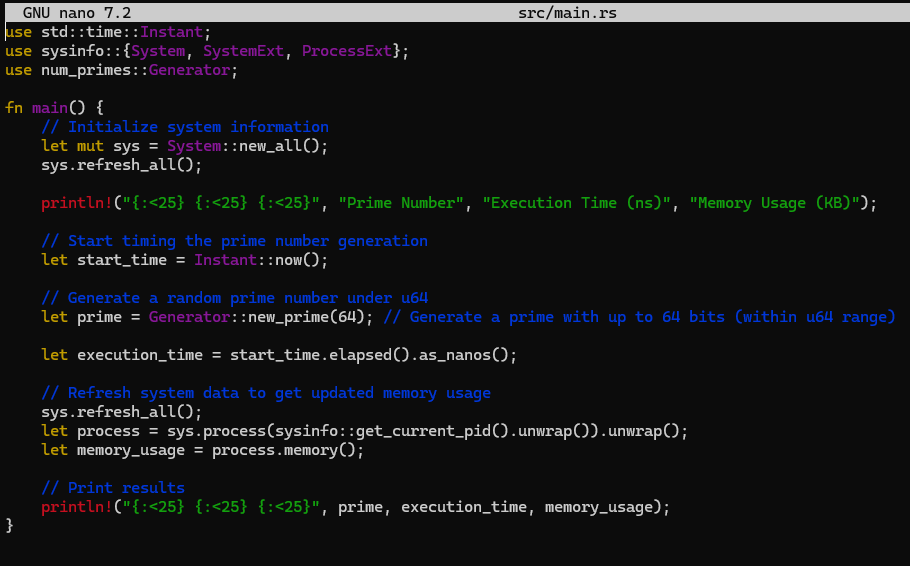 GNU nano 7.2 src/main.rs
use std::time::Instant;
use sysinfo::{System, SystemExt, ProcessExt};
use num_primes::Generator;
fn main() {
    // Initialize system information
    let mut sys = System::new_all();
    sys.refresh_all();
    println!("{:<25} {:<25} {:<25}", "Prime Number", "Execution Time (ns)", "Memory Usage (KB)");
    // Start timing the prime number generation
    let start_time = Instant::now();
    // Generate a random prime number under u64
    let prime = Generator::new_prime(64); // Generate a prime with up to 64 bits (within u64 range)
    let execution_time = start_time.elapsed().as_nanos();
    // Refresh system data to get updated memory usage
    sys.refresh_all();
    let process = sys.process(sysinfo::get_current_pid().unwrap()).unwrap();
    let memory_usage = process.memory();
    // Print results
    println!("{:<25} {:<25} {:<25}", prime, execution_time, memory_usage);
}